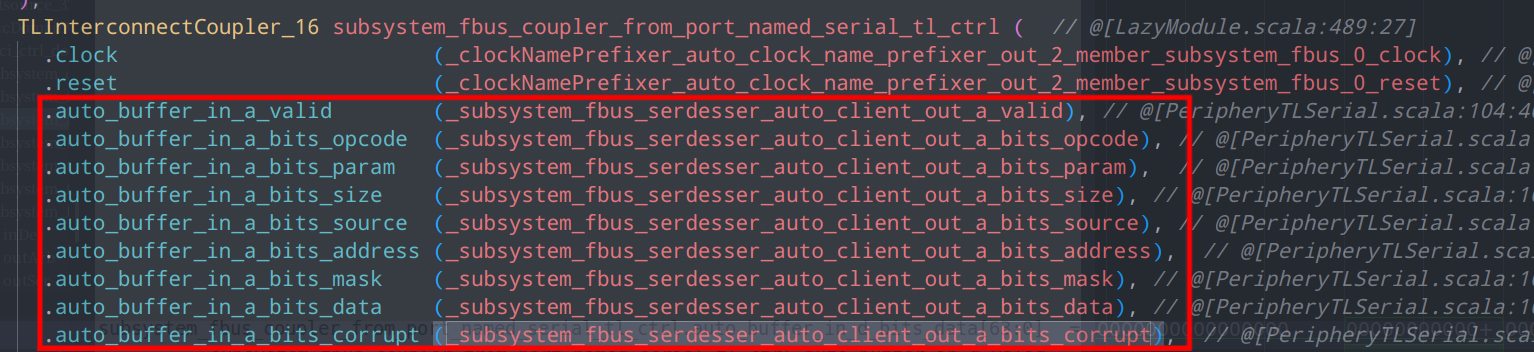 );
TLInterconnectCoupler_16 subsystem_fbus_coupler_from_port_named_serial_tl_ctrl ( // @[LazyModule.scala:489:27]
.clock (_clockNamePrefixer_auto_clock_name_prefixer_out_2_member_subsystem_fbus_0_clock), // @
.reset (_clockNamePrefixer_auto_clock_name_prefixer_out_2_member_subsystem_fbus_0_reset), // @
.auto_buffer_in_a_valid (_subsystem_fbus_serdesser_auto_client_out_a_valid), // @[PeripheryTLSerial.scala:104:4
.auto_buffer_in_a_bits_opcode (_subsystem_fbus_serdesser_auto_client_out_a_bits_opcode), // @[PeripheryTLSerial.scala
.auto_buffer_in_a_bits_param (_subsystem_fbus_serdesser_auto_client_out_a_bits_param), // @[PeripheryTLSerial.scala:
.auto_buffer_in_a_bits_size (_subsystem_fbus_serdesser_auto_client_out_a_bits_size), // @[PeripheryTLSerial.scala:1
.auto_buffer_in_a_bits_source (_subsystem_fbus_serdesser_auto_client_out_a_bits_source), // @[PeripheryTLSerial.scala
.auto_buffer_in_a_bits_address (_subsystem_fbus_serdesser_auto_client_out_a_bits_address), // @[PeripheryTLSerial.sca
.auto_buffer_in_a_bits_mask (_subsystem_fbus_serdesser_auto_client_out_a_bits_mask), // @[PeripheryTLSerial.scala:1
.auto_buffer_in_a_bits_data (_subsystem_fbus_serdesser_auto_client_out_a_bits_data), // @[PeripheryTLSerial.scala:1
.auto_buffer_in_a_bits_corrupt (_subsystem_fbus_serdesser_auto_client_out_a_bits_corrupt), // @[PeripheryTLSerial.sca